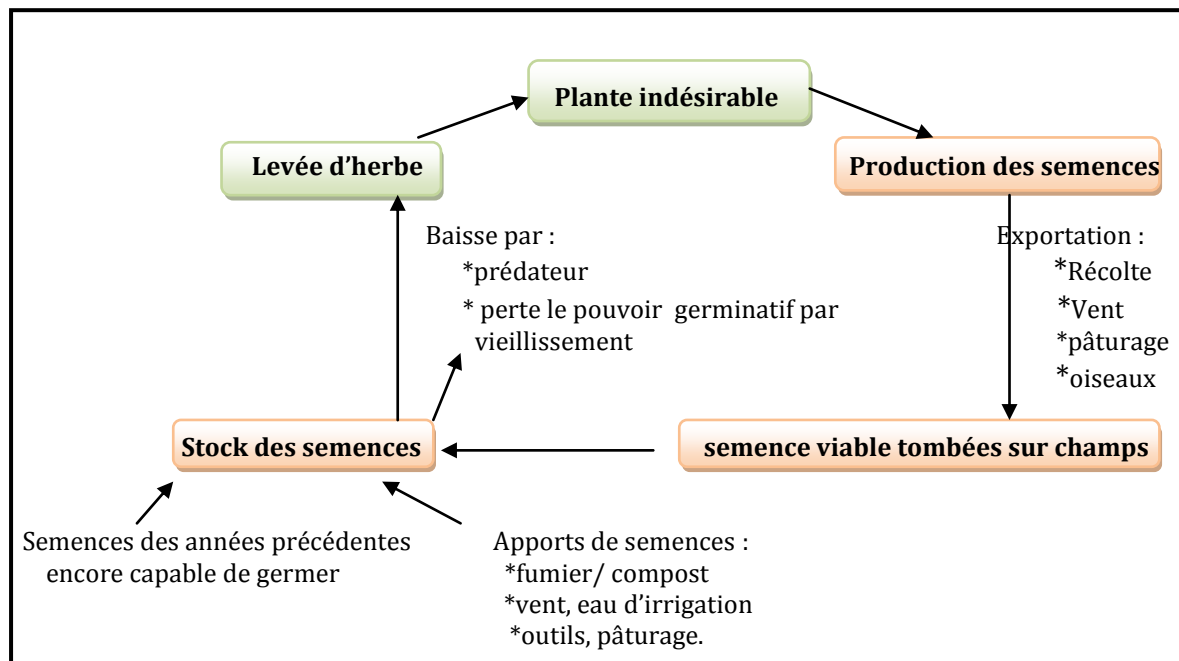 Plante indésirable
Levée d’herbe
Production des semences
Baisse par :
*prédateur
* perte le pouvoir germinatif par
vieillissement
Exportation :
*Récolte
*Vent
*pâturage
*oiseaux
Stock des semences
semence viable tombées sur champs
Semences des années précédentes
encore capable de germer
Apports de semences :
*fumier/ compost
*vent, eau d’irrigation
*outils, pâturage.